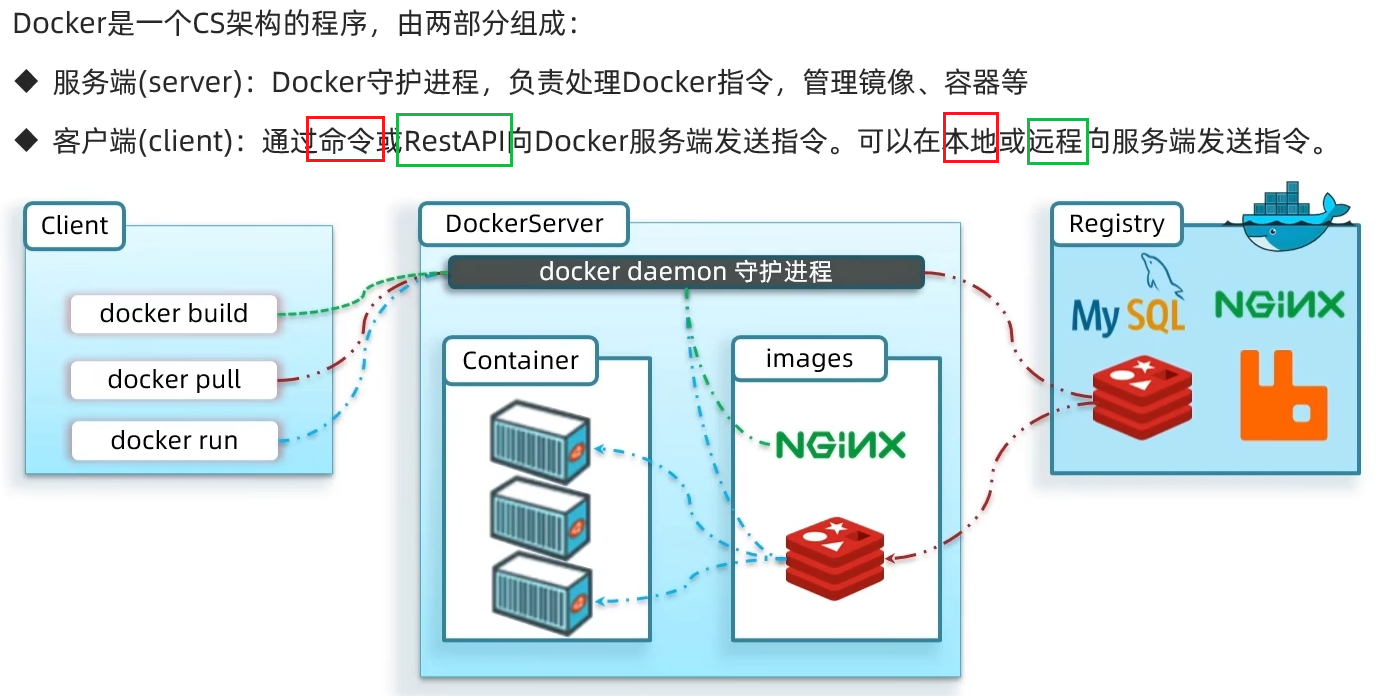 Docker是一个CS架构的程序，由两部分组成：
◆ 服务端(server)：Docker守护进程，负责处理Docker指令，管理镜像、容器等
◆ 客户端(client)：通过命令或RestAPI向Docker服务端发送指令。可以在本地或远程向服务端发送指令。
Client
DockerServer
Registry
docker daemon 守护进程
docker build
docker pull
docker run
Container
images
NGINX
MySQL
NGINX